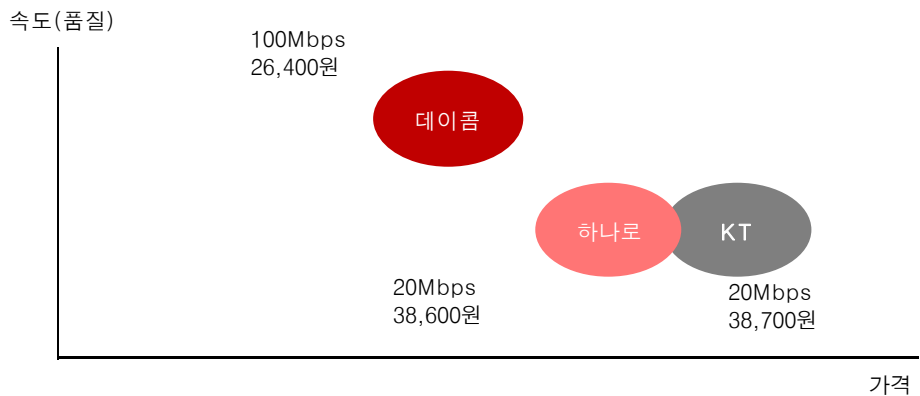 속도(품질)
100Mbps
26,400원
데이콤
하나로
KT
20Mbps
38,600원
20Mbps
38,700원
가격